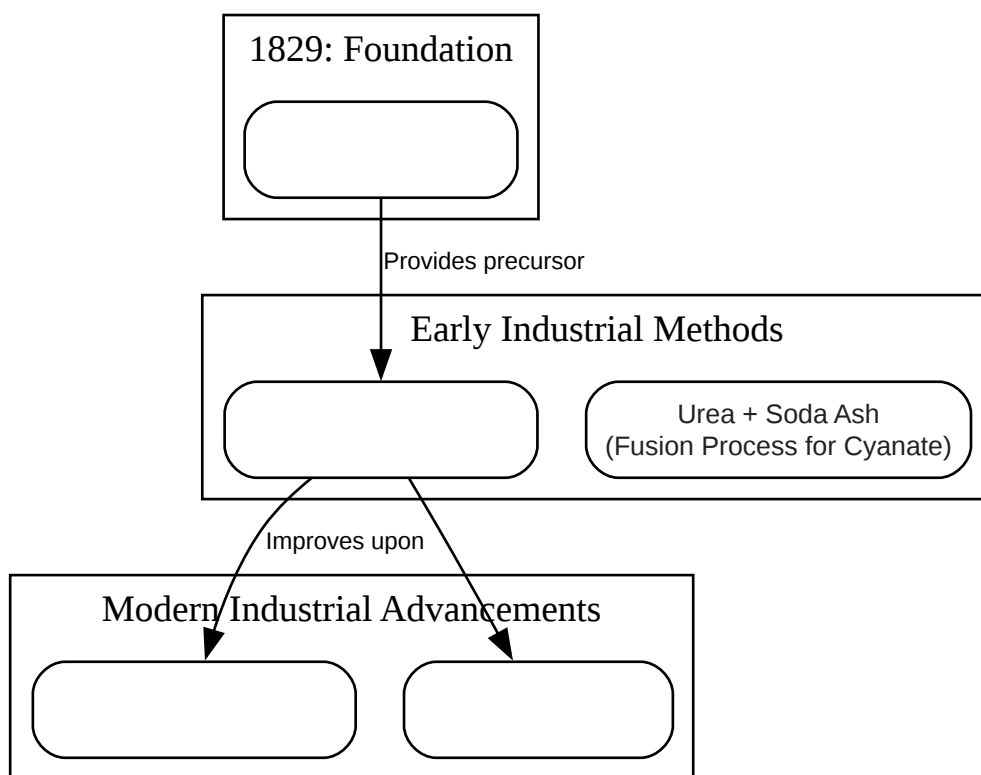 1829: Foundation
Provides precursor
Early Industrial Methods
Urea + Soda Ash
(Fusion Process for Cyanate)
Improves upon
Modern Industrial Advancements